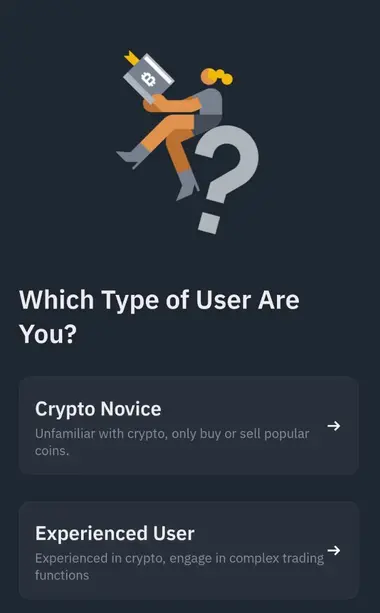 Which Type of User Are
You?
Crypto Novice
Unfamiliar with crypto, only buy or sell popular
coins.
Experienced User
Experienced in crypto, engage in complex trading
functions